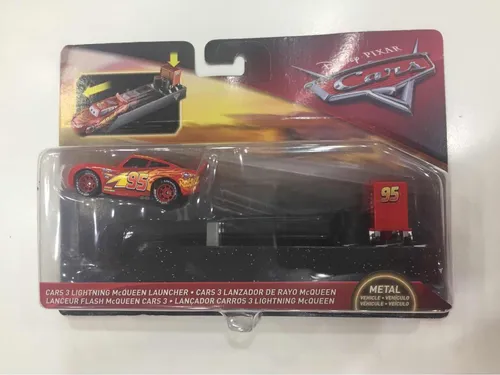 Disney·PIXAR
Cars
95
95
CARS 3 LIGHTNING McQUEEN LAUNCHER • CARS 3 LANZADOR DE RAYO McQUEEN
LANCEUR FLASH McQUEEN CARS 3 • LANÇADOR CARROS 3 LIGHTNING McQUEEN
METAL
VEHICLE • VEHÍCULO
VÉHICULE • VEÍCULO